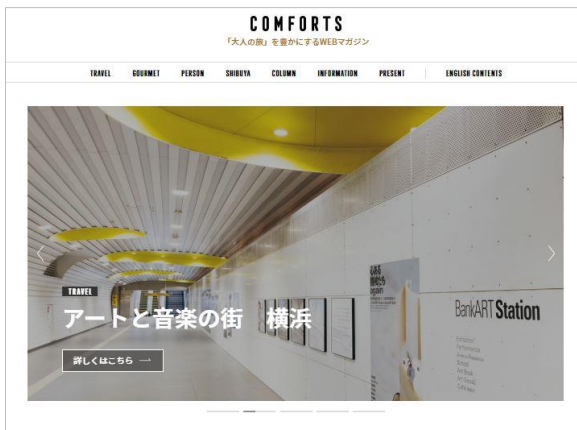 COMFORTS
「大人の旅」を豊かにするWEBマガジン
TRAVEL GOURMET PERSON SHIBUYA COLUMN INFORMATION PRESENT ENGLISH CONTENTS
TRAVEL
アートと音楽の街 横浜
詳しくはこちら
BankART Station